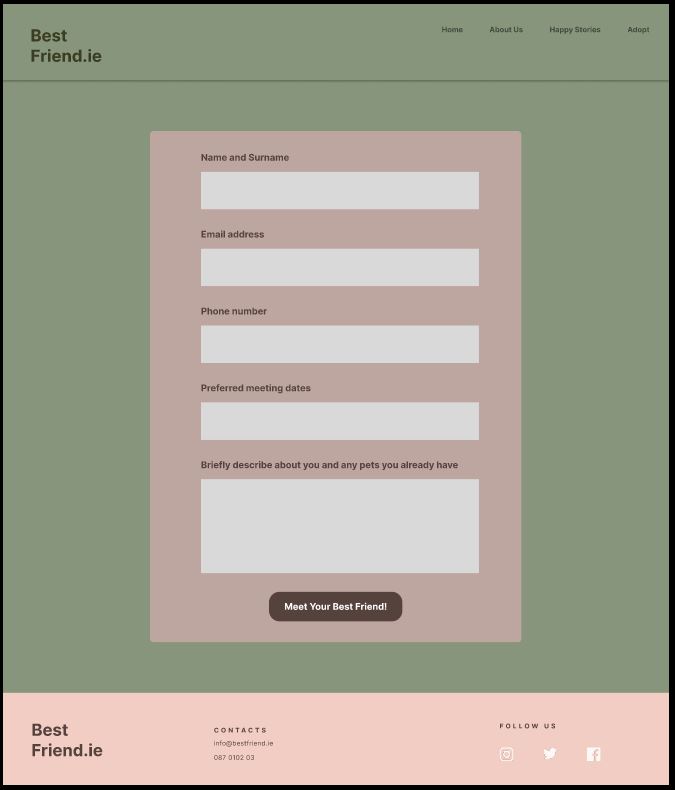 Best
Friend.ie
Home About Us Happy Stories Adopt
Name and Surname
Email address
Phone number
Preferred meeting dates
Briefly describe about you and any pets you already have
Meet Your Best Friend!
Best
Friend.ie
CONTACTS
info@bestfriend.ie
087 0102 03
FOLLOW US